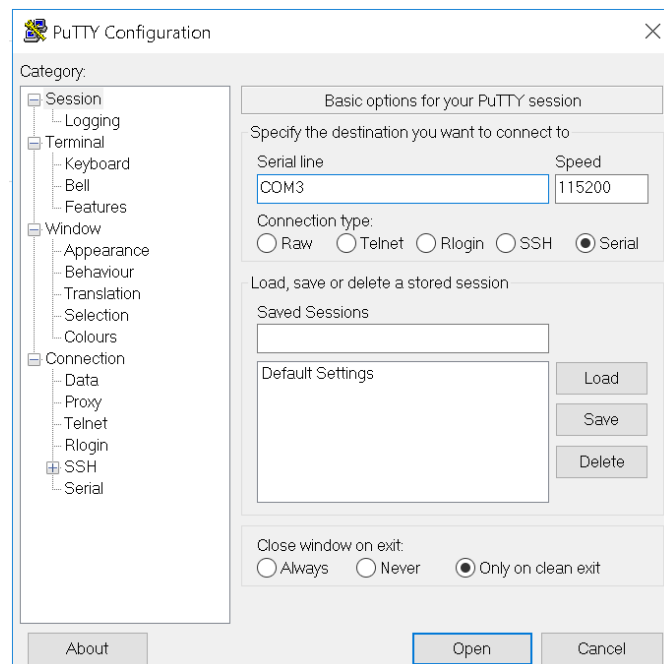 PuTTY Configuration
Category:
Session
Logging
Terminal
Keyboard
Bell
Features
Window
Appearance
Behaviour
Translation
Selection
Colours
Connection
Data
Proxy
Telnet
Rlogin
SSH
Serial
Basic options for your PuTTY session
Specify the destination you want to connect to
Serial line Speed
COM3 115200
Connection type:
Raw Telnet Rlogin SSH Serial
Load, save or delete a stored session
Saved Sessions
Default Settings
Load
Save
Delete
Close window on exit:
Always Never Only on clean exit
About Open Cancel